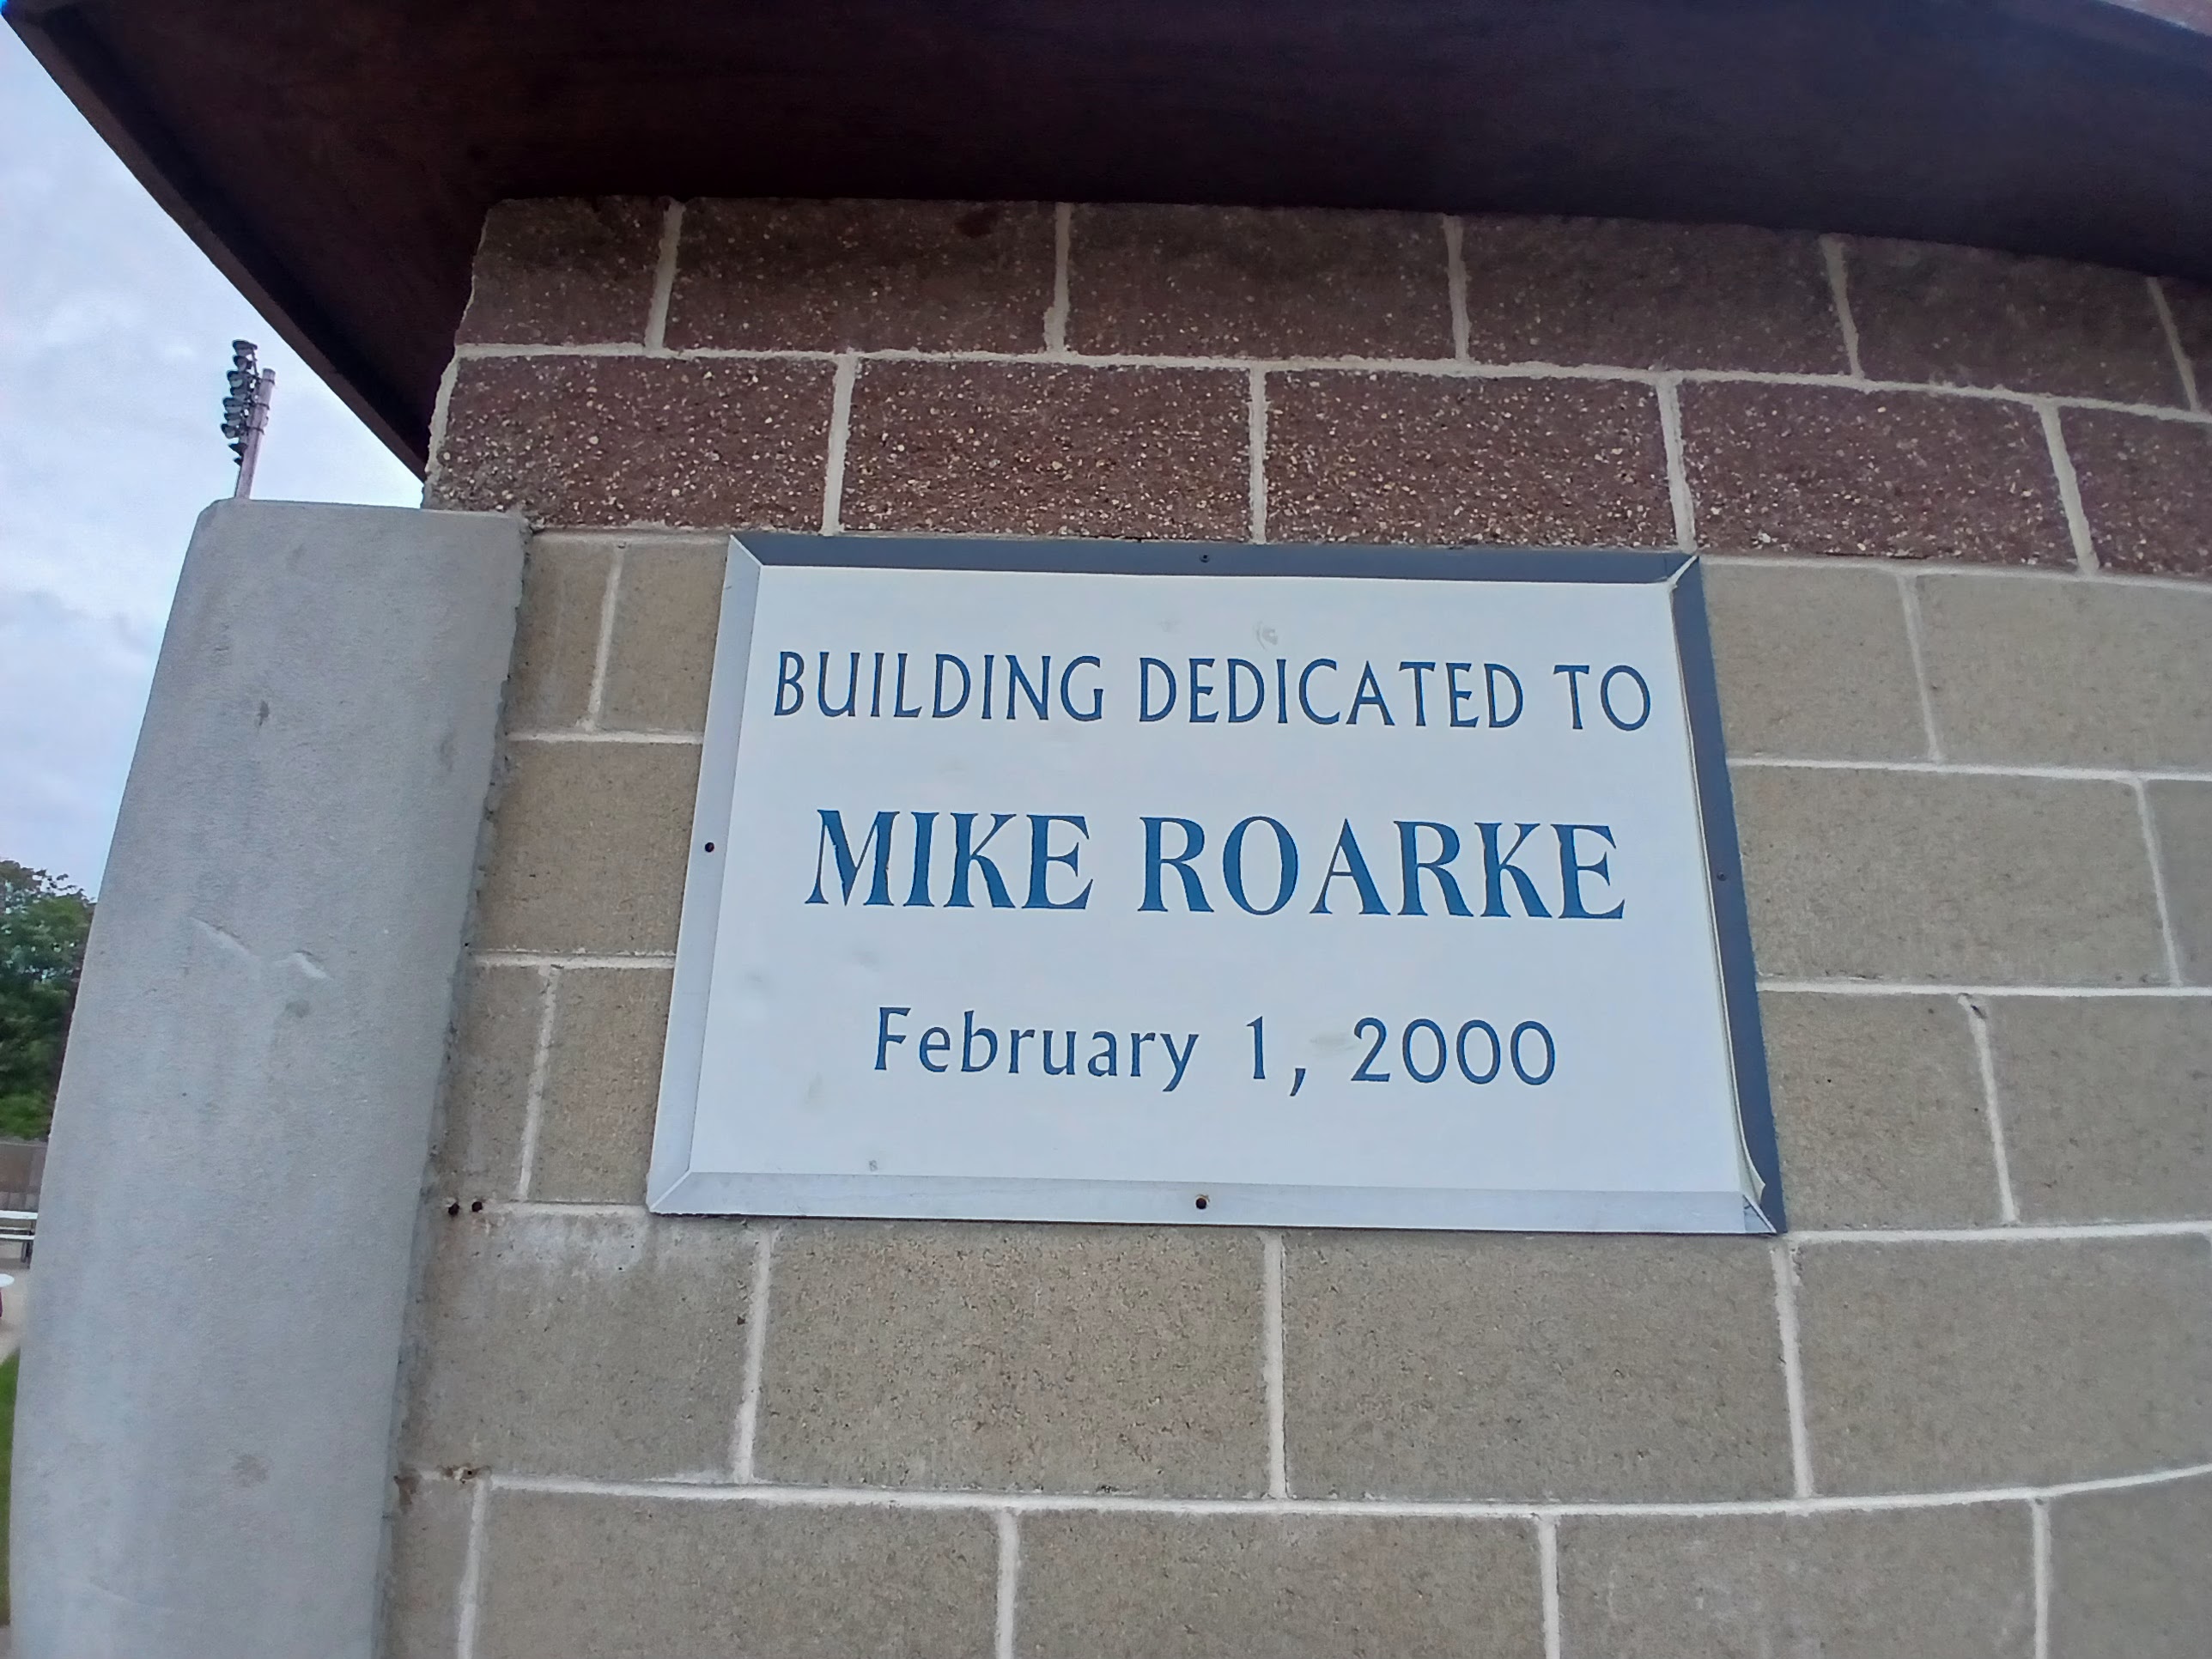 BUILDING DEDICATED TO
MIKE ROARKE
February 1, 2000